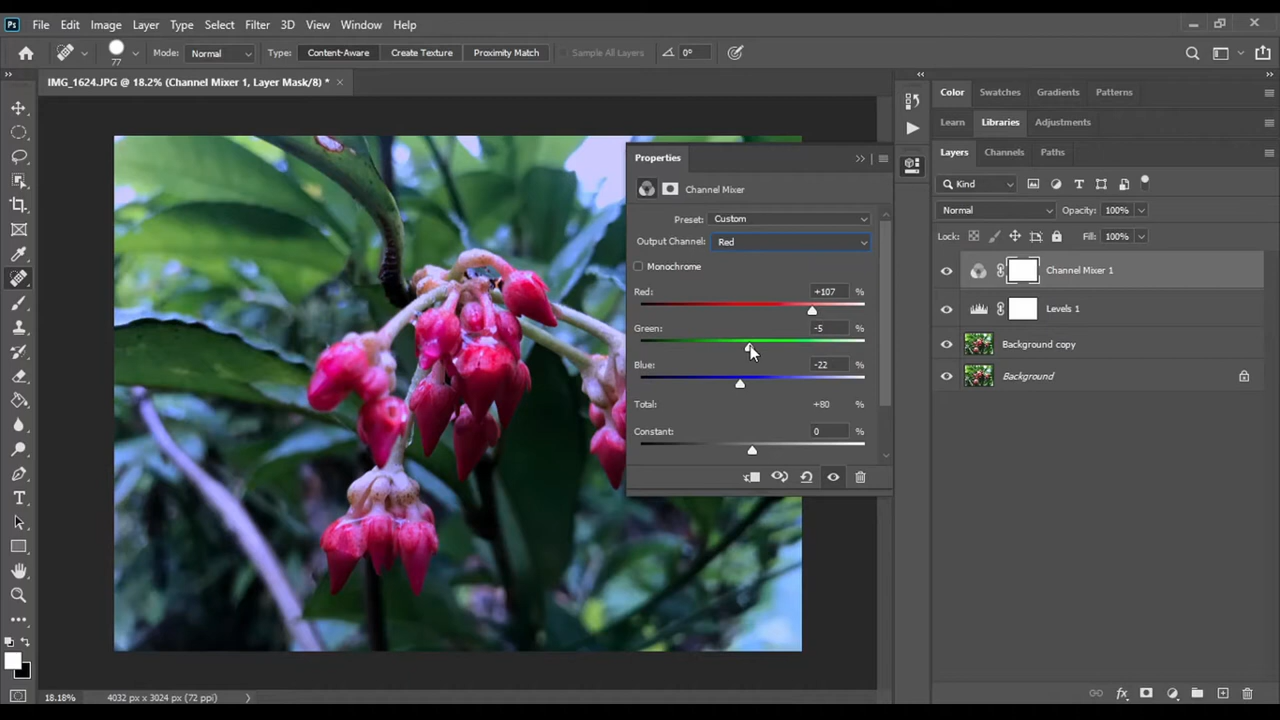 Ps File Edit Image Layer Type Select Filter 3D View Window Help
77 Mode: Normal Type: Content-Aware Create Texture Proximity Match Sample All Layers 0°
IMG_1624.JPG @ 18.2% (Channel Mixer 1, Layer Mask/8) *
Properties
Channel Mixer
Preset: Custom
Output Channel: Red
Monochrome
Red: +107 %
Green: -5 %
Blue: -22 %
Total: +80 %
Constant: 0 %
Color Swatches Gradients Patterns
Learn Libraries Adjustments
Layers Channels Paths
Kind
Normal Opacity: 100%
Lock: Fill: 100%
Channel Mixer 1
Levels 1
Background copy
Background
18.18% 4032 px x 3024 px (72 ppi)